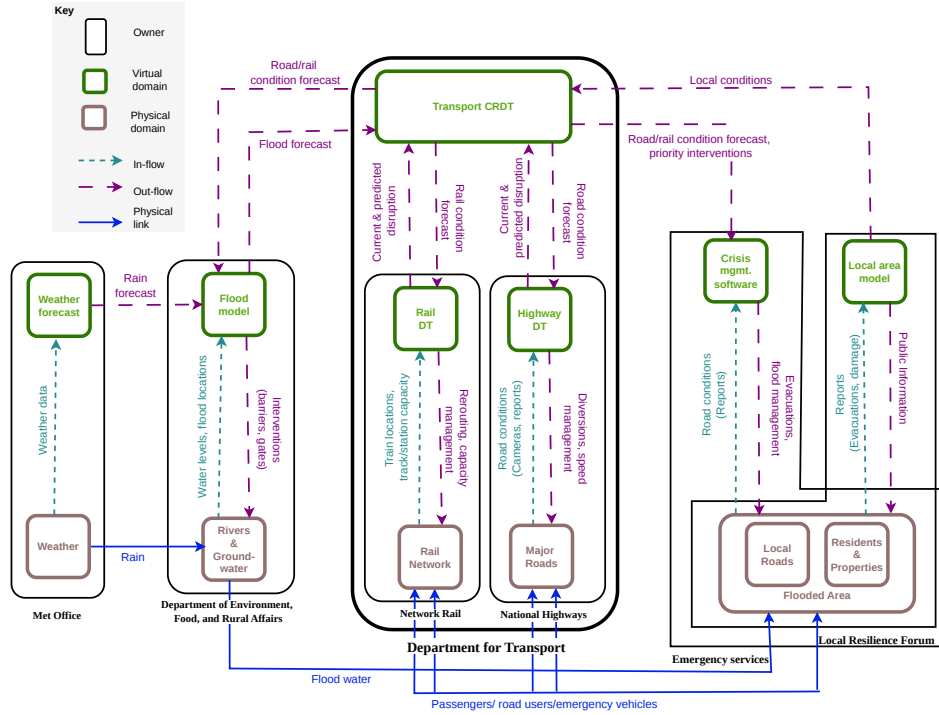 Key
Owner
Virtual
domain
Physical
domain
In-flow
Out-flow
Physical
link
Road/rail
condition forecast
Flood forecast
Transport CRDT
Local conditions
Road/rail condition forecast,
priority interventions
Current & predicted
disruption
Rail condition
forecast
Current &
predicted disruption
Road condition
forecast
Weather
forecast
Rain
forecast
Flood
model
Rail
DT
Highway
DT
Crisis
mgmt.
software
Local area
model
Weather data
Water levels, flood locations
Interventions
(barriers, gates)
Train locations,
track/station capacity
Rerouting, capacity
management
Road conditions
(Cameras, reports)
Diversions, speed
management
Road conditions
(Reports)
Evacuations,
flood management
Reports
(Evacuations, damage)
Public Information
Weather
Rain
Rivers
&
Ground-
water
Rail
Network
Major
Roads
Local
Roads
Residents
&
Properties
Flooded Area
Met Office
Department of Environment,
Food, and Rural Affairs
Network Rail
National Highways
Department for Transport
Local Resilience Forum
Emergency services
Flood water
Passengers/ road users/emergency vehicles